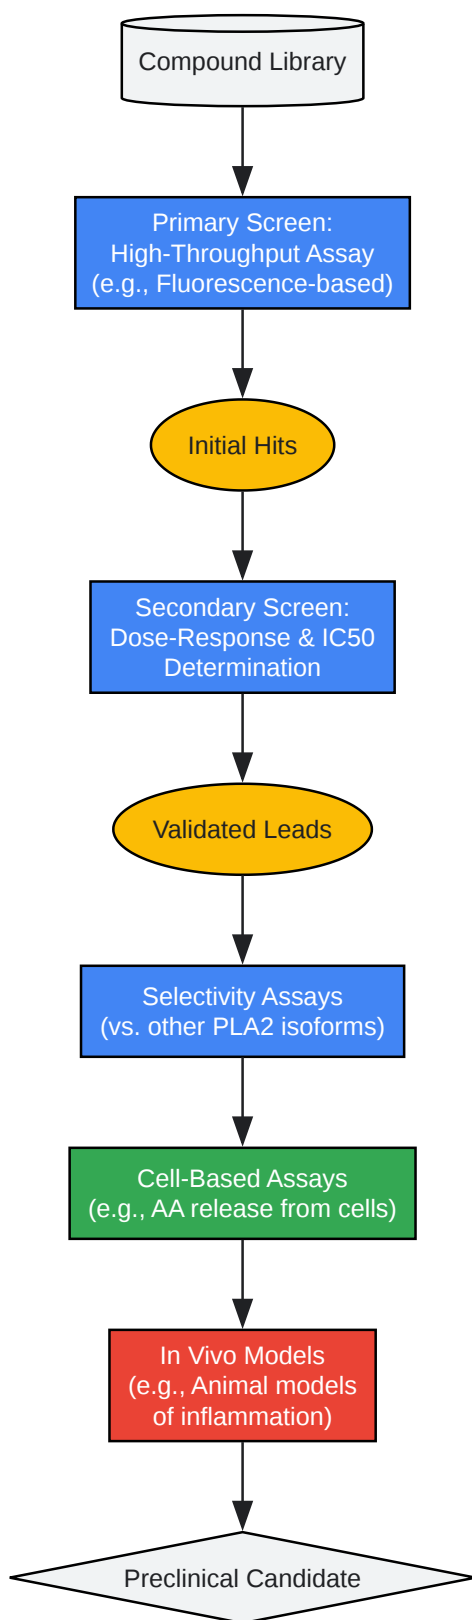 Compound Library
Primary Screen:
High-Throughput Assay
(e.g., Fluorescence-based)
Initial Hits
Secondary Screen:
Dose-Response & IC50
Determination
Validated Leads
Selectivity Assays
(vs. other PLA2 isoforms)
Cell-Based Assays
(e.g., AA release from cells)
In Vivo Models
(e.g., Animal models
of inflammation)
Preclinical Candidate